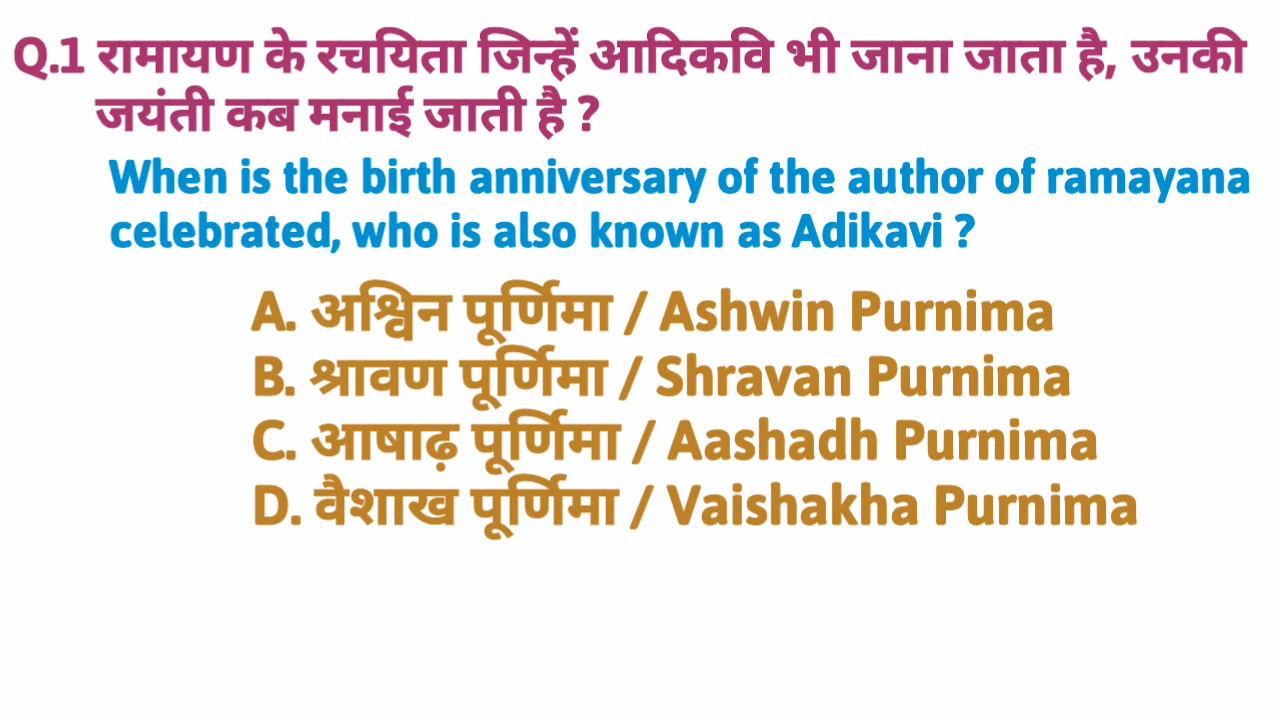 Q.1 रामायण के रचयिता जिन्हें आदिकवि भी जाना जाता है, उनकी
जयंती कब मनाई जाती है ?
When is the birth anniversary of the author of ramayana
celebrated, who is also known as Adikavi ?
A. अश्विन पूर्णिमा / Ashwin Purnima
B. श्रावण पूर्णिमा / Shravan Purnima
C. आषाढ़ पूर्णिमा / Aashadh Purnima
D. वैशाख पूर्णिमा / Vaishakha Purnima